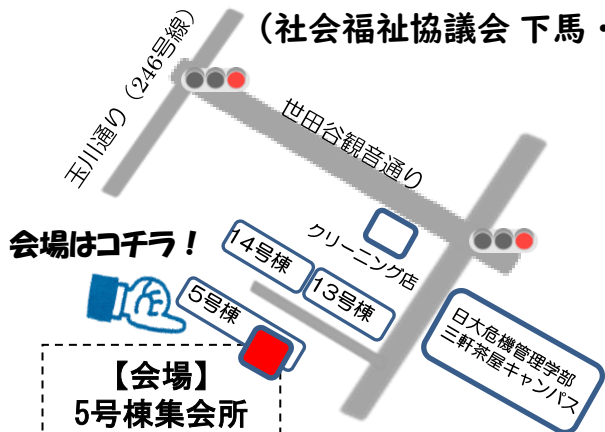 （社会福祉協議会 下馬・
玉川通り（246号線）
世田谷観音通り
クリーニング店
会場はコチラ！
14号棟
13号棟
5号棟
日大危機管理学部
三軒茶屋キャンパス
【会場】
5号棟集会所